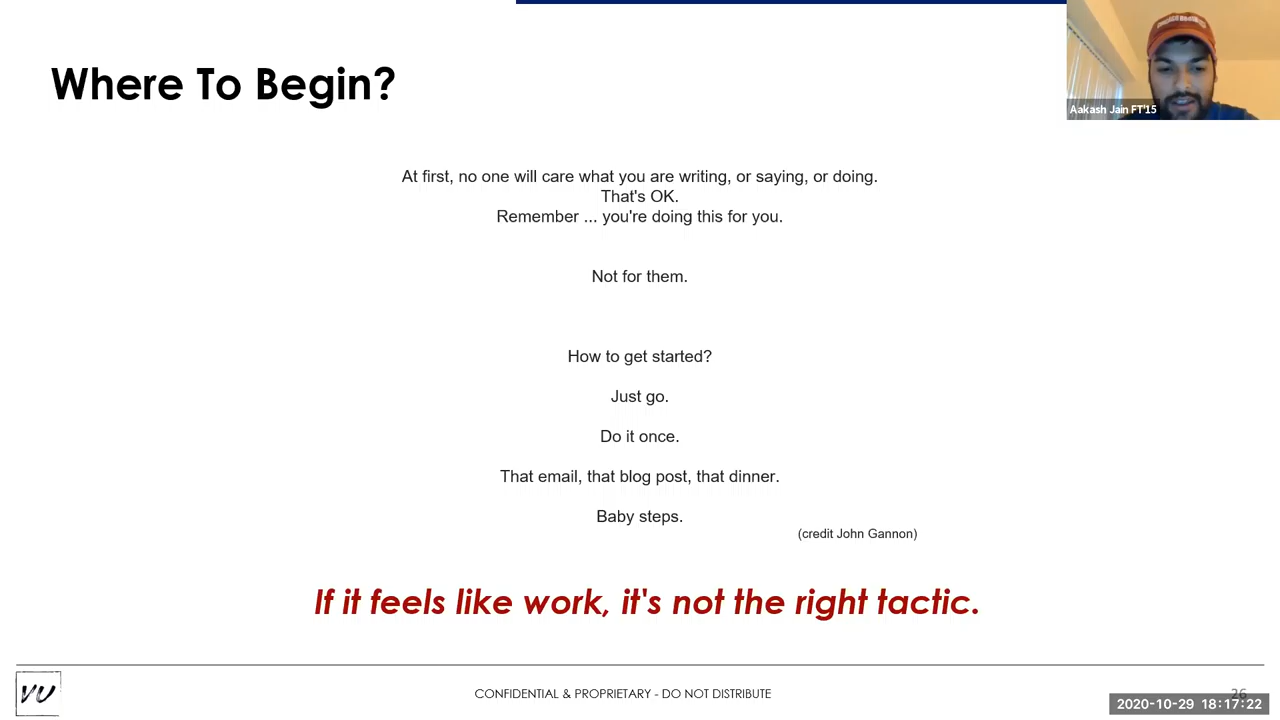 Where To Begin?
Aakash Jain FT'15
At first, no one will care what you are writing, or saying, or doing.
That's OK.
Remember ... you're doing this for you.
Not for them.
How to get started?
Just go.
Do it once.
That email, that blog post, that dinner.
Baby steps.
(credit John Gannon)
If it feels like work, it's not the right tactic.
VU
CONFIDENTIAL & PROPRIETARY - DO NOT DISTRIBUTE
26
2020-10-29 18:17:22